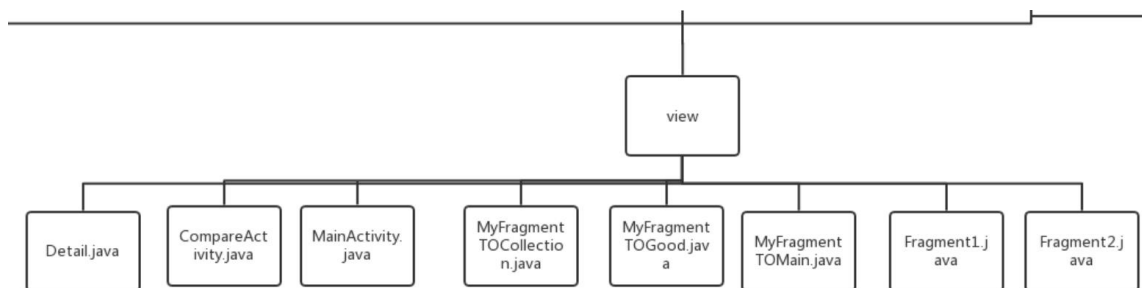 view
Detail.java
CompareAct
ivity.java
MainActivity.
java
MyFragment
TOCollectio
n.java
MyFragment
TOGood.jav
a
MyFragment
TOMain.java
Fragment1.j
ava
Fragment2.j
ava